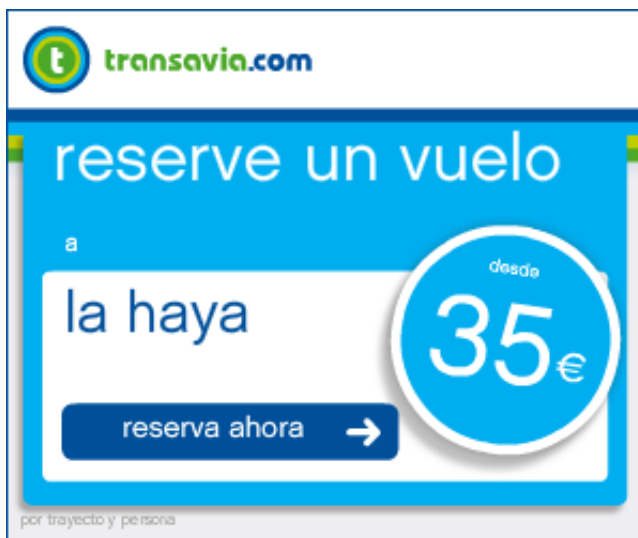 t transavia.com
reserve un vuelo
a
la haya
desde
35€
reserva ahora
por trayecto y persona